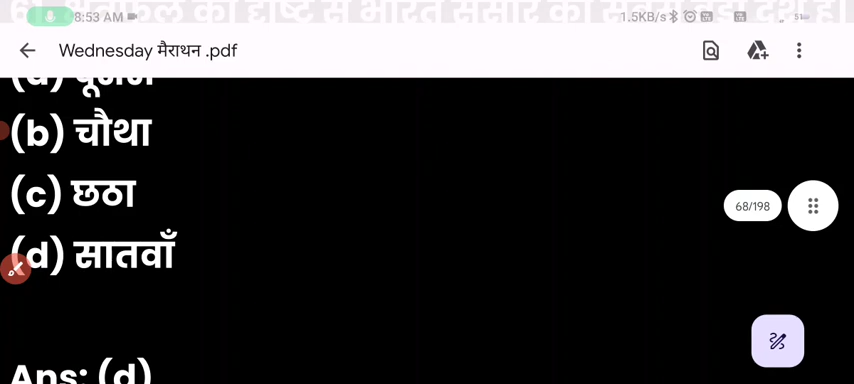 8:53 AM
1.5KB/s
Wednesday मैराथन .pdf
(b) चौथा
(c) छठा
68/198
(d) सातवाँ
Ans: (d)